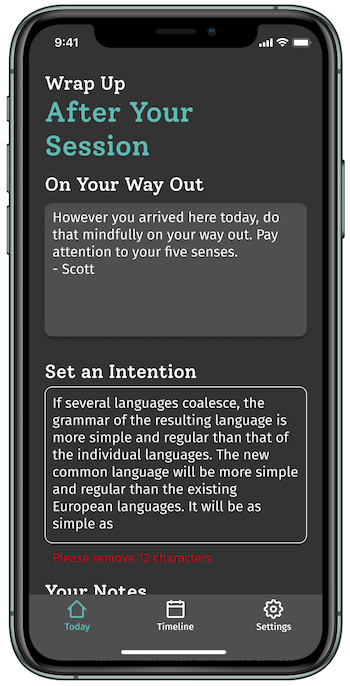 9:41
Wrap Up
After Your
Session
On Your Way Out
However you arrived here today, do
that mindfully on your way out. Pay
attention to your five senses.
- Scott
Set an Intention
If several languages coalesce, the
grammar of the resulting language is
more simple and regular than that of
the individual languages. The new
common language will be more simple
and regular than the existing
European languages. It will be as
simple as
Please remove 12 characters
Your Notes
Today
Timeline
Settings